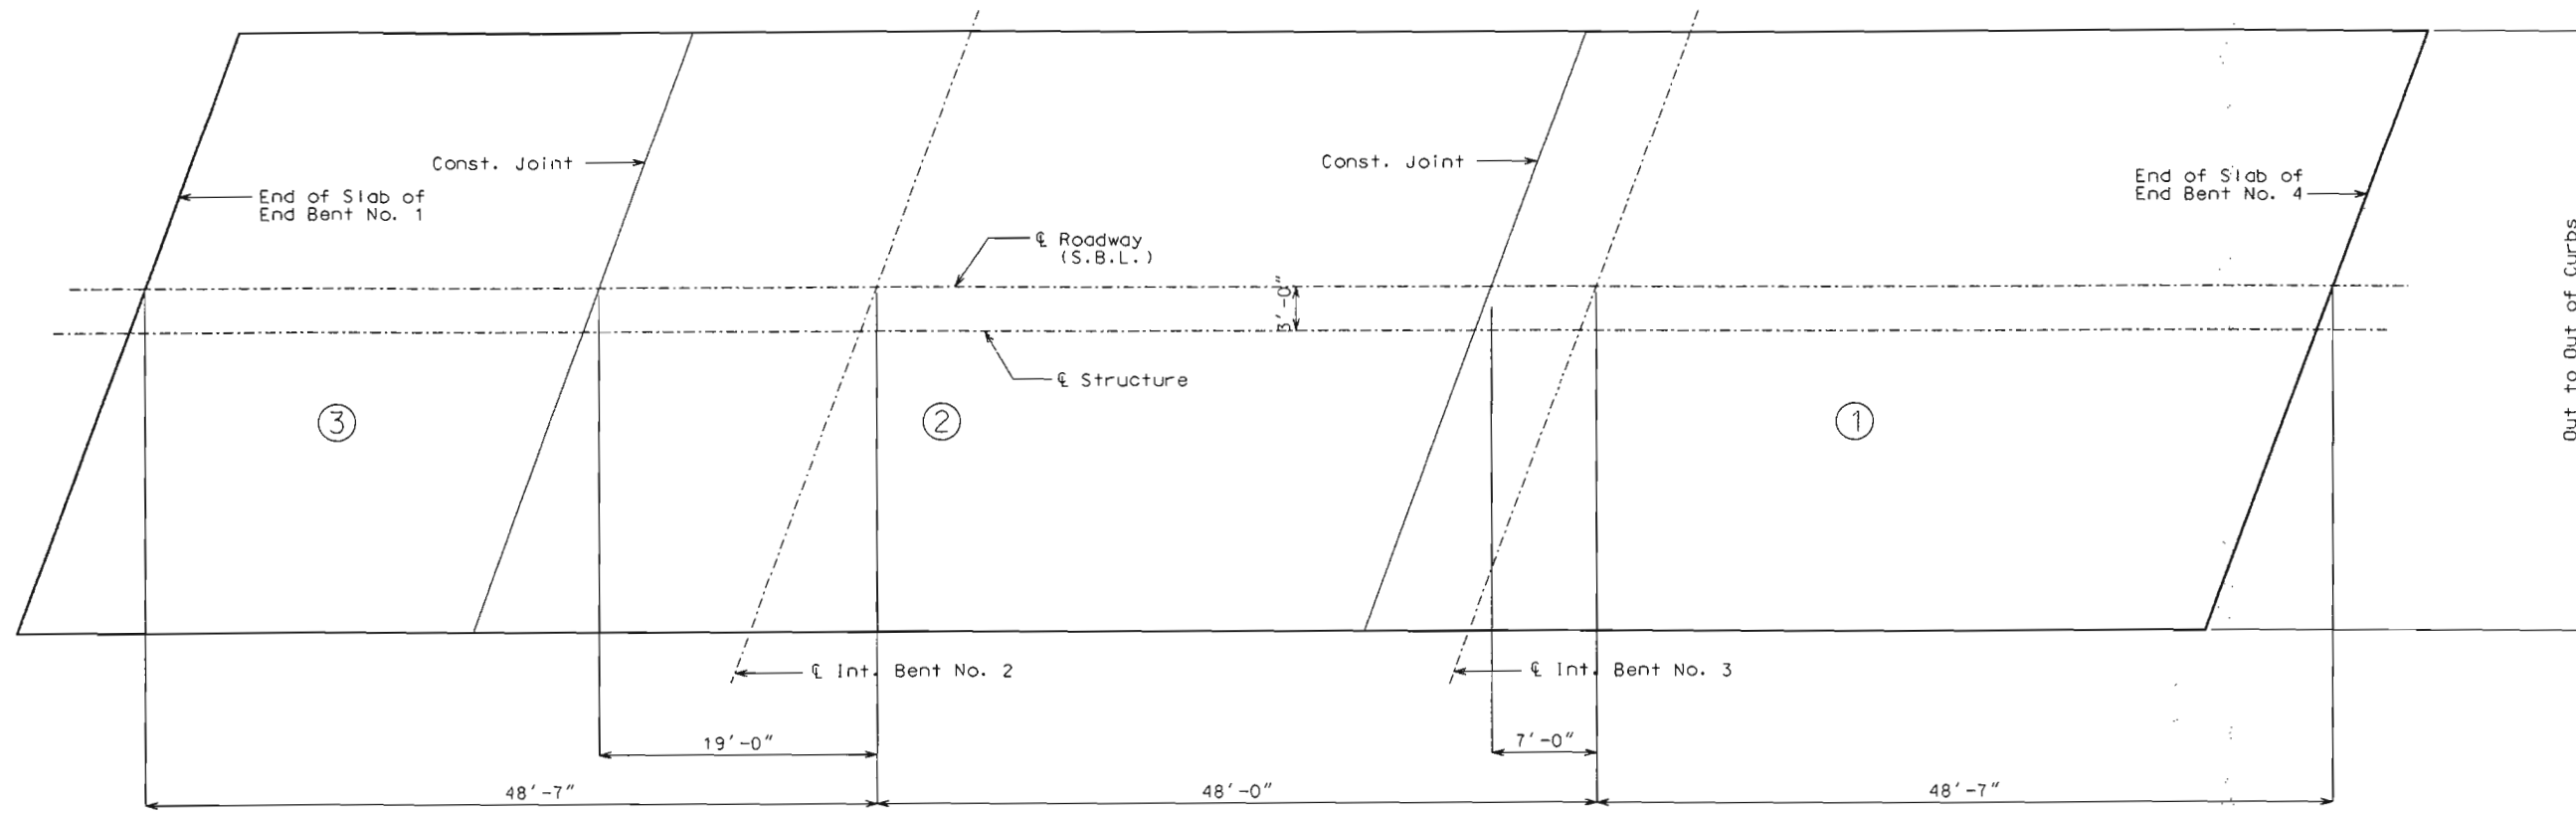 Const. Joint
Const. Joint
End of Slab of
End Bent No. 1
End of Slab of
End Bent No. 4
℄ Roadway
(S.B.L.)
3'-0"
℄ Structure
Out to Out of Curbs
3
2
1
℄ Int. Bent No. 2
℄ Int. Bent No. 3
19'-0"
7'-0"
48'-7"
48'-0"
48'-7"